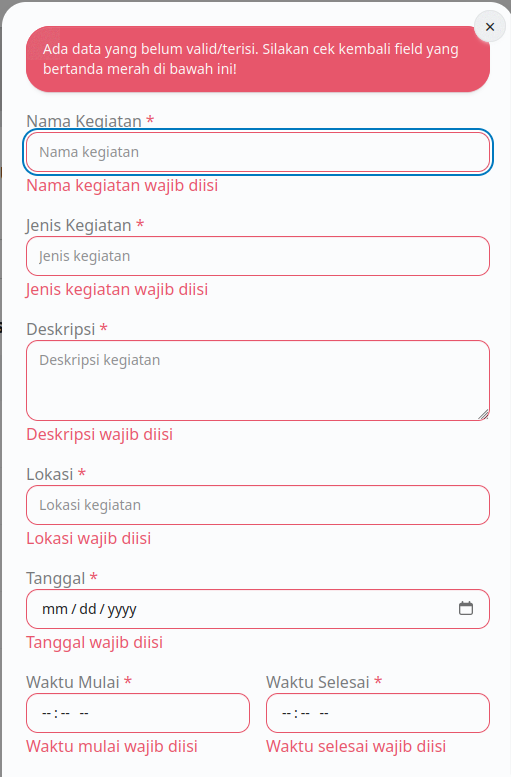 Ada data yang belum valid/terisi. Silakan cek kembali field yang
bertanda merah di bawah ini!
Nama Kegiatan *
Nama kegiatan
Nama kegiatan wajib diisi
Jenis Kegiatan *
Jenis kegiatan
Jenis kegiatan wajib diisi
Deskripsi *
Deskripsi kegiatan
Deskripsi wajib diisi
Lokasi *
Lokasi kegiatan
Lokasi wajib diisi
Tanggal *
mm / dd / yyyy
Tanggal wajib diisi
Waktu Mulai * Waktu Selesai *
-- : -- -- -- : -- --
Waktu mulai wajib diisi Waktu selesai wajib diisi